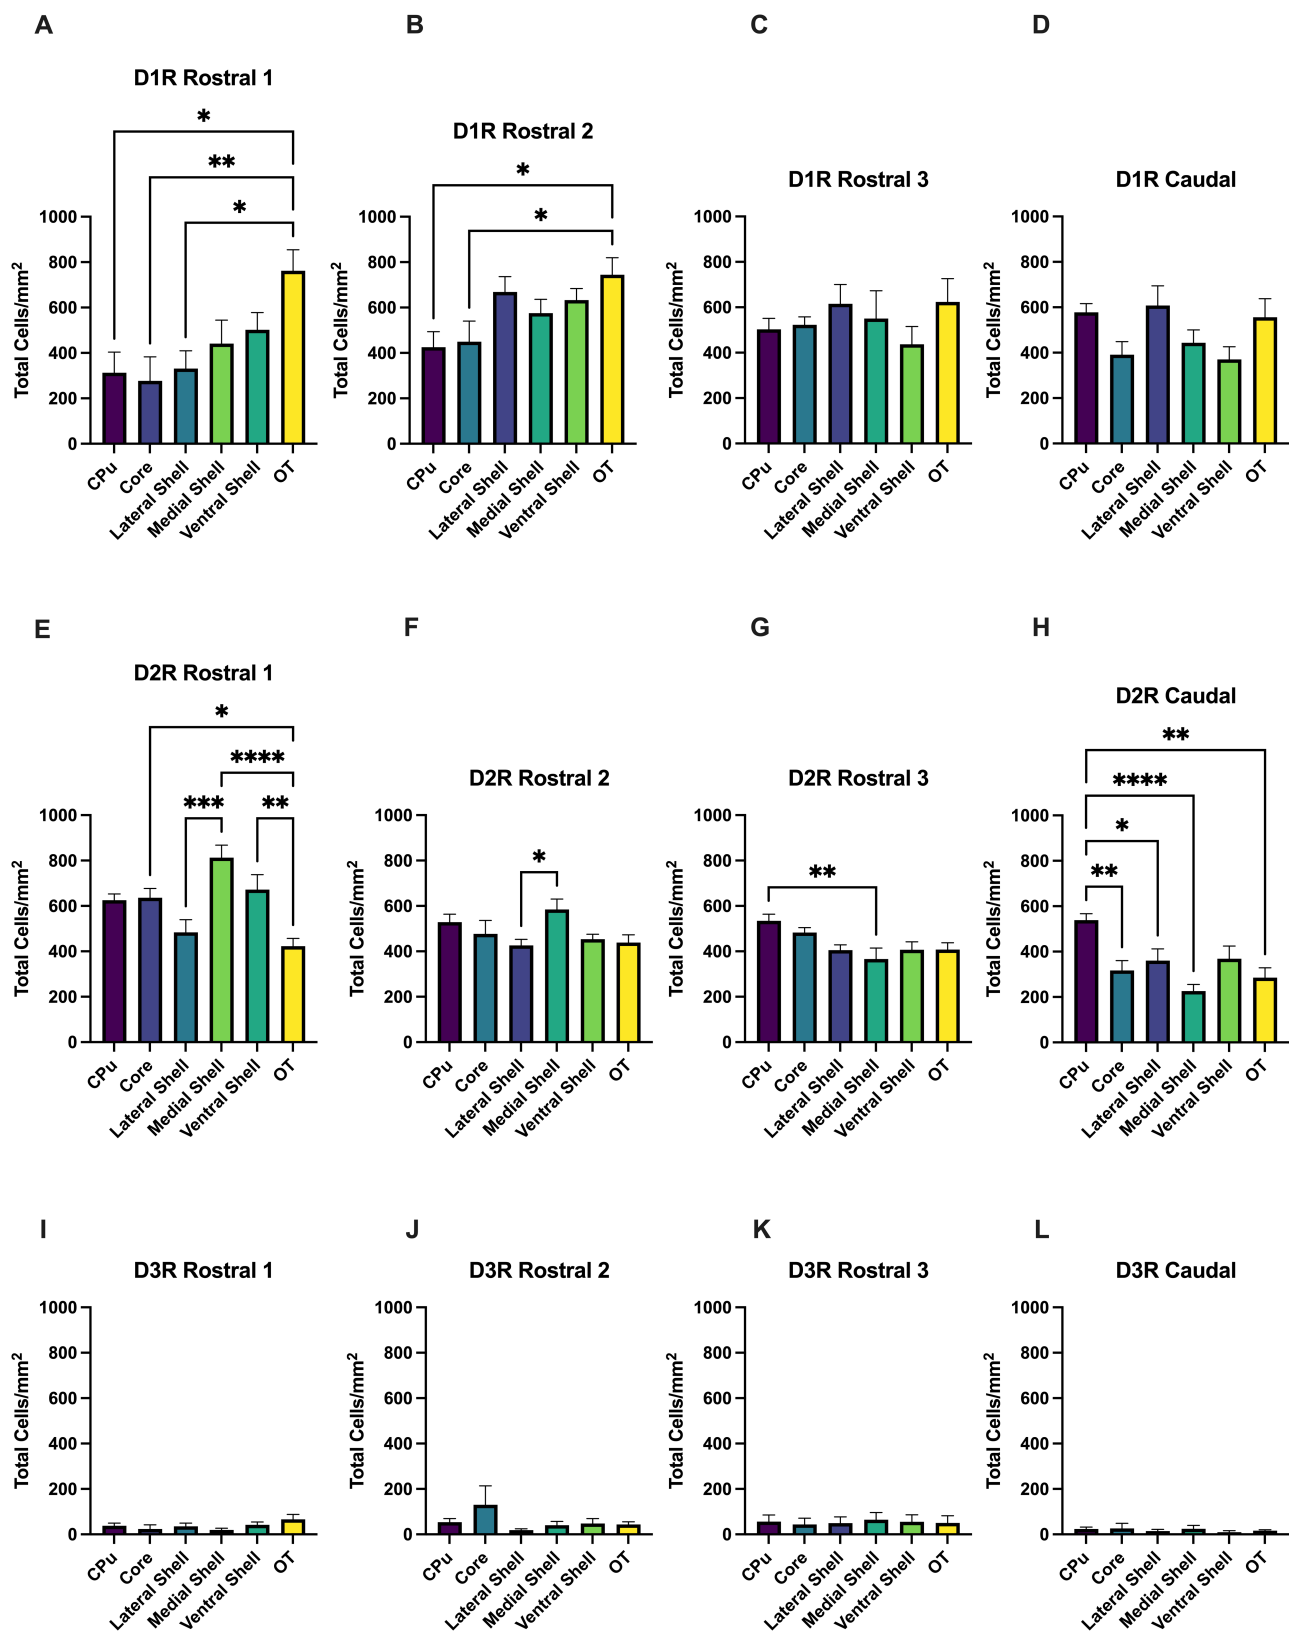 A
B
C
D
D1R Rostral 1
D1R Rostral 2
D1R Rostral 3
D1R Caudal
*
**
*
*
*
Total Cells/mm²
1000
800
600
400
200
0
CPu
Core
Lateral Shell
Medial Shell
Ventral Shell
OT
Total Cells/mm²
1000
800
600
400
200
0
CPu
Core
Lateral Shell
Medial Shell
Ventral Shell
OT
Total Cells/mm²
1000
800
600
400
200
0
CPu
Core
Lateral Shell
Medial Shell
Ventral Shell
OT
Total Cells/mm²
1000
800
600
400
200
0
CPu
Core
Lateral Shell
Medial Shell
Ventral Shell
OT
E
F
G
H
D2R Rostral 1
D2R Rostral 2
D2R Rostral 3
D2R Caudal
*
****
***
**
*
**
**
****
*
**
Total Cells/mm²
1000
800
600
400
200
0
CPu
Core
Lateral Shell
Medial Shell
Ventral Shell
OT
Total Cells/mm²
1000
800
600
400
200
0
CPu
Core
Lateral Shell
Medial Shell
Ventral Shell
OT
Total Cells/mm²
1000
800
600
400
200
0
CPu
Core
Lateral Shell
Medial Shell
Ventral Shell
OT
Total Cells/mm²
1000
800
600
400
200
0
CPu
Core
Lateral Shell
Medial Shell
Ventral Shell
OT
I
J
K
L
D3R Rostral 1
D3R Rostral 2
D3R Rostral 3
D3R Caudal
Total Cells/mm²
1000
800
600
400
200
0
CPu
Core
Lateral Shell
Medial Shell
Ventral Shell
OT
Total Cells/mm²
1000
800
600
400
200
0
CPu
Core
Lateral Shell
Medial Shell
Ventral Shell
OT
Total Cells/mm²
1000
800
600
400
200
0
CPu
Core
Lateral Shell
Medial Shell
Ventral Shell
OT
Total Cells/mm²
1000
800
600
400
200
0
CPu
Core
Lateral Shell
Medial Shell
Ventral Shell
OT